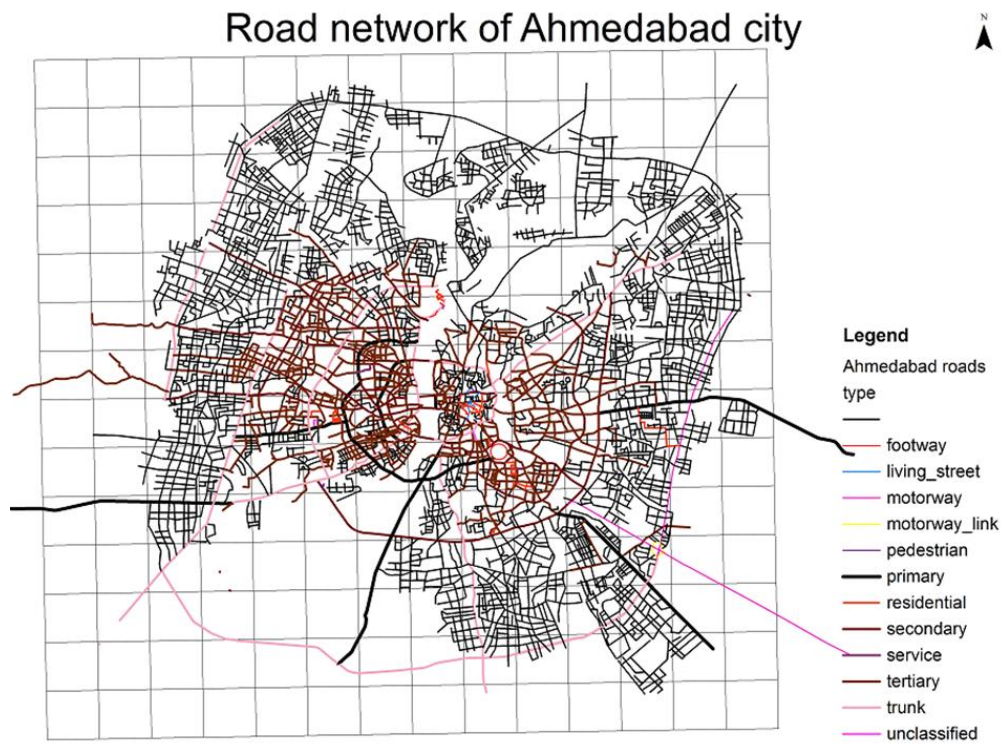 Road network of Ahmedabad city
N
Legend
Ahmedabad roads
type
footway
living_street
motorway
motorway_link
pedestrian
primary
residential
secondary
service
tertiary
trunk
unclassified